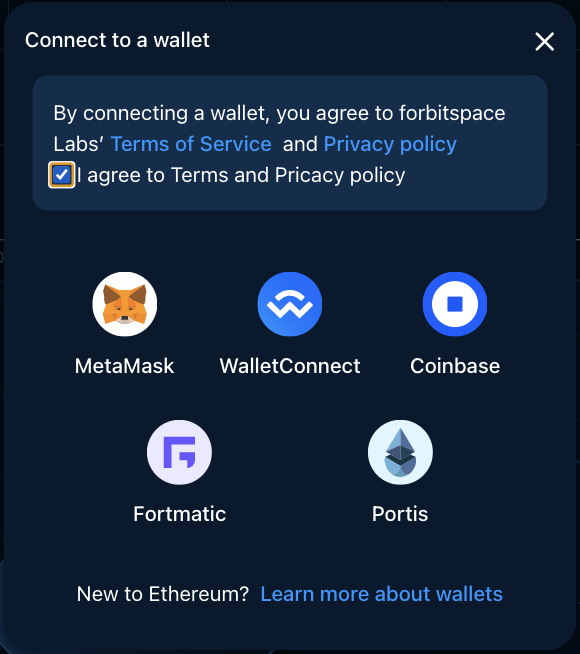 Connect to a wallet
By connecting a wallet, you agree to forbitspace
Labs’ Terms of Service and Privacy policy
I agree to Terms and Pricacy policy
MetaMask
WalletConnect
Coinbase
Fortmatic
Portis
New to Ethereum? Learn more about wallets